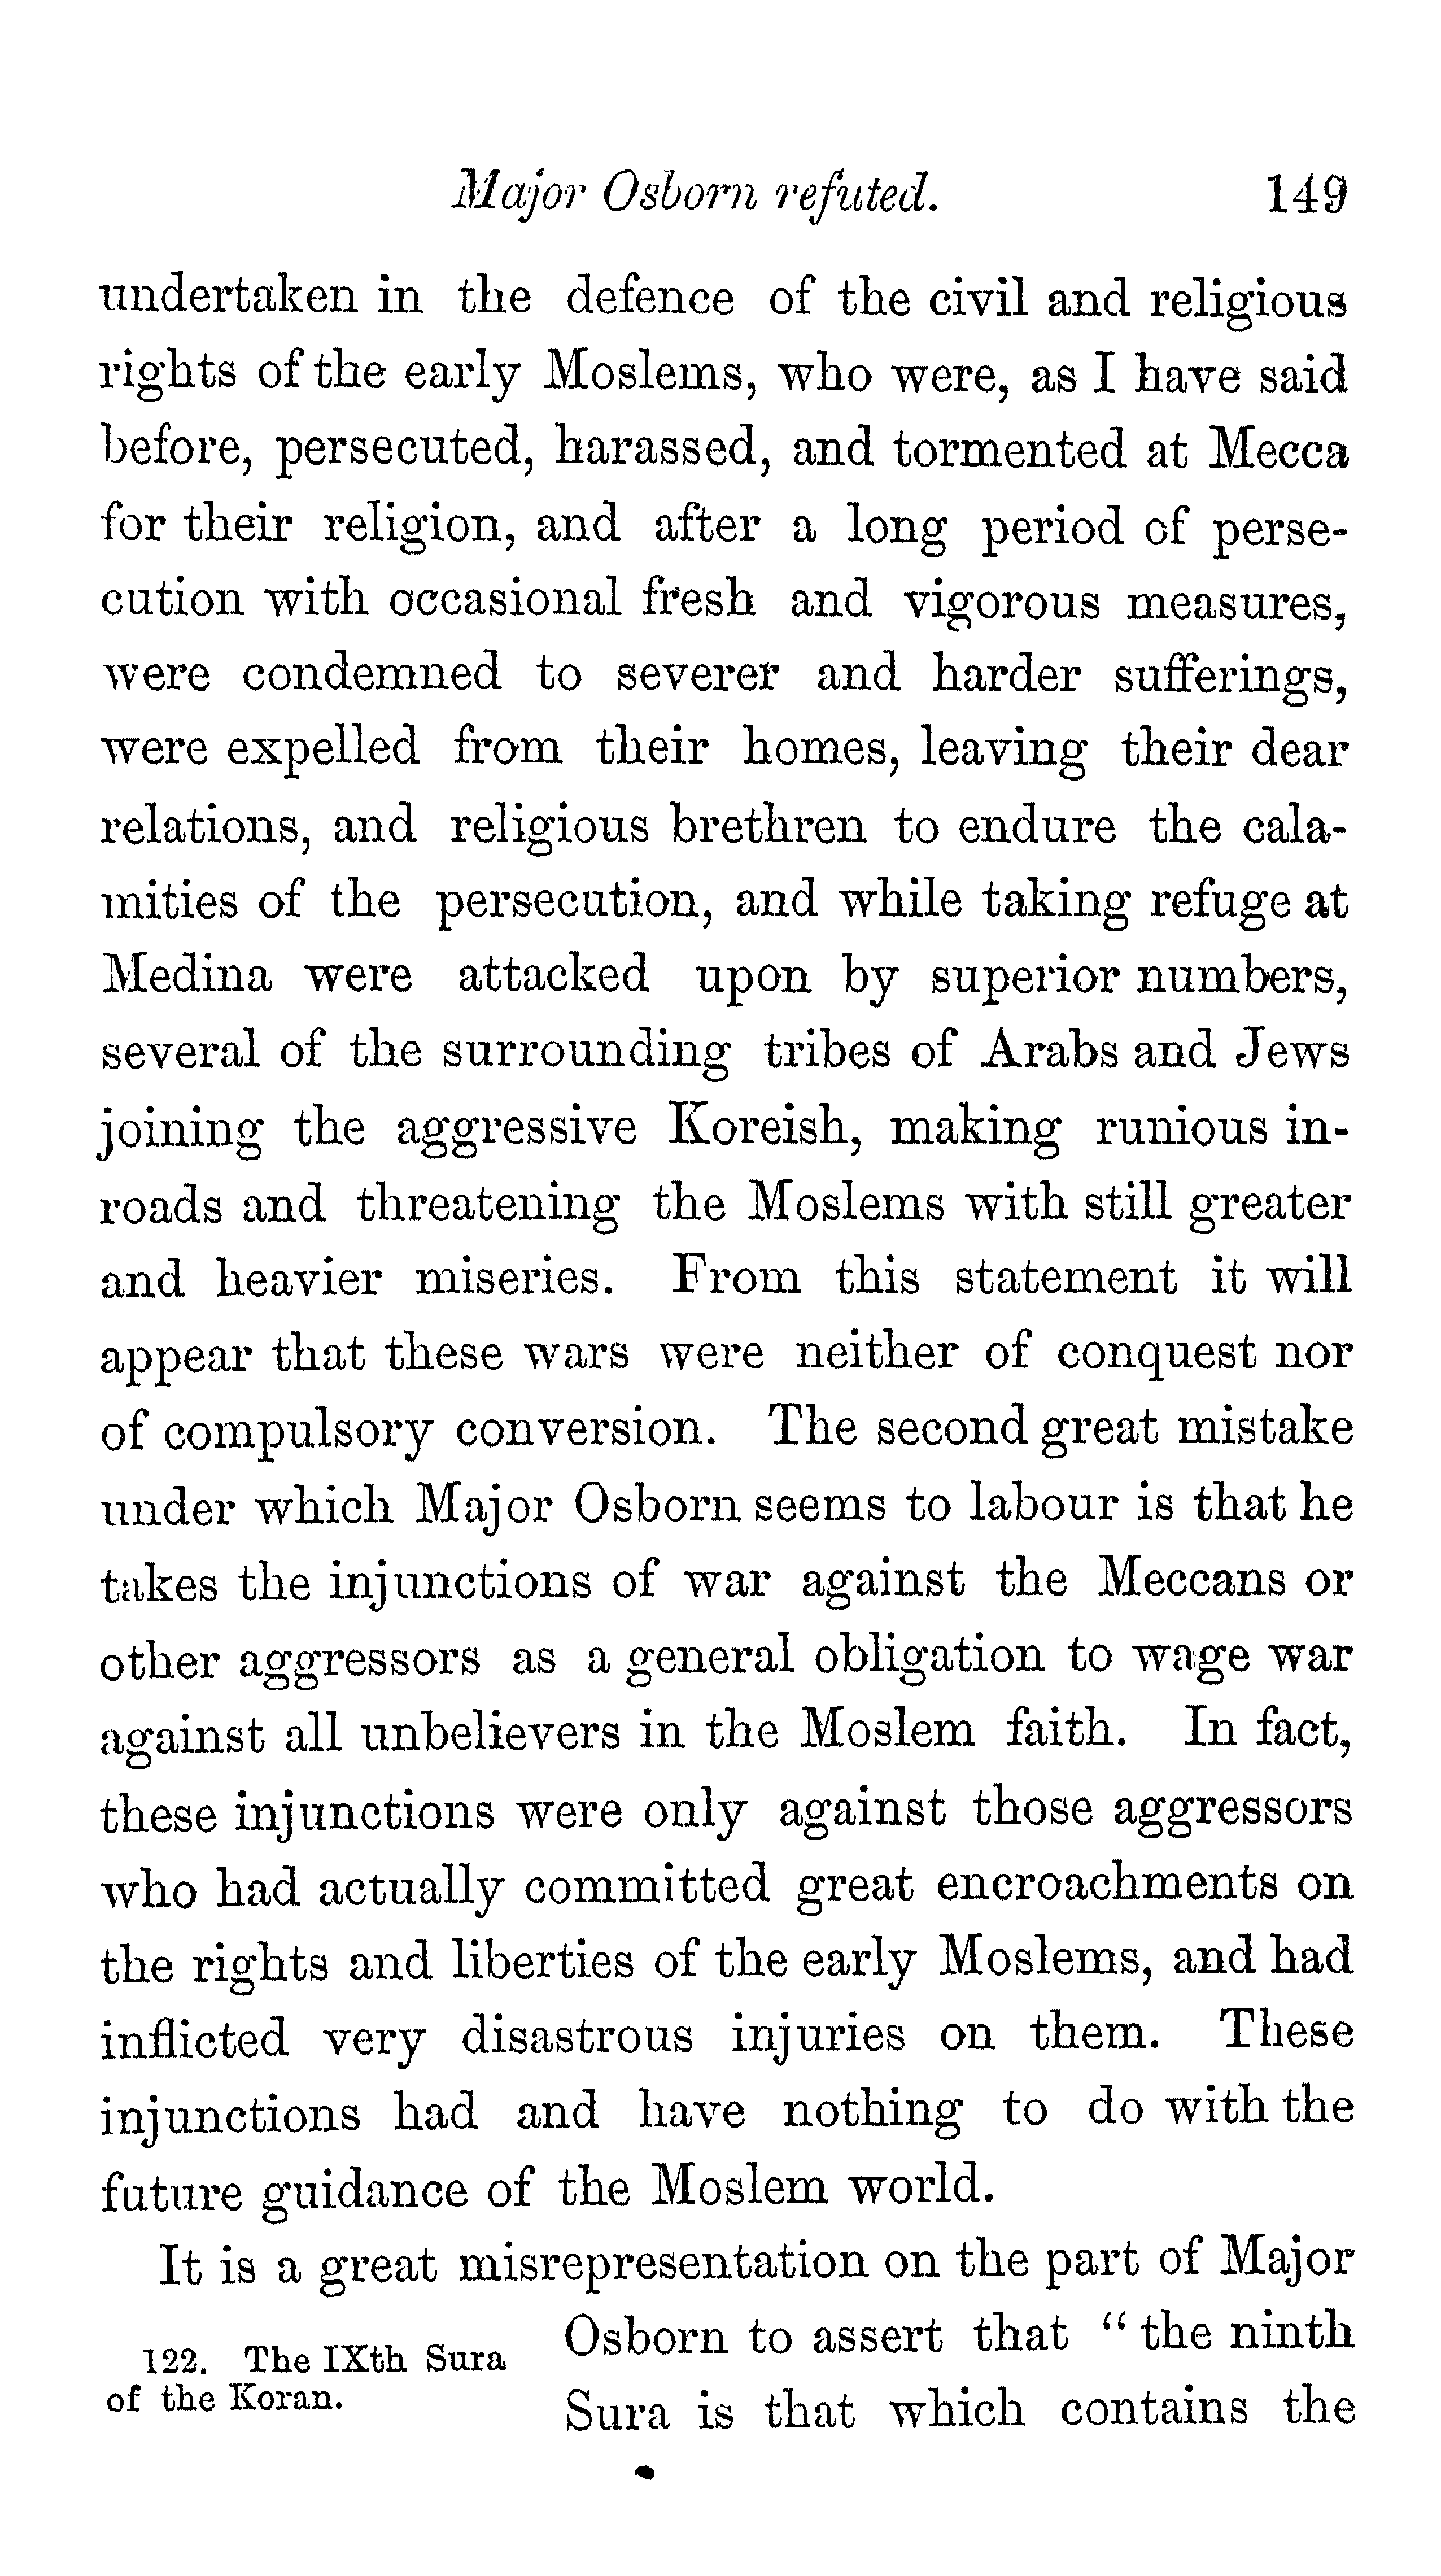 Major Osborn refuted. 149
undertaken in the defence of the civil and religious
rights of the early Moslems, who were, as I have said
before, persecuted, harassed, and tormented at Mecca
for their religion, and after a long period of perse-
cution with occasional fresh and vigorous measures,
were condemned to severer and harder sufferings,
were expelled from their homes, leaving their dear
relations, and religious brethren to endure the cala-
mities of the persecution, and while taking refuge at
Medina were attacked upon by superior numbers,
several of the surrounding tribes of Arabs and Jews
joining the aggressive Koreish, making runious in-
roads and threatening the Moslems with still greater
and heavier miseries. From this statement it will
appear that these wars were neither of conquest nor
of compulsory conversion. The second great mistake
under which Major Osborn seems to labour is that he
takes the injunctions of war against the Meccans or
other aggressors as a general obligation to wage war
against all unbelievers in the Moslem faith. In fact,
these injunctions were only against those aggressors
who had actually committed great encroachments on
the rights and liberties of the early Moslems, and had
inflicted very disastrous injuries on them. These
injunctions had and have nothing to do with the
future guidance of the Moslem world.
It is a great misrepresentation on the part of Major
122. The IXth Sura
of the Koran.
Osborn to assert that “the ninth
Sura is that which contains the